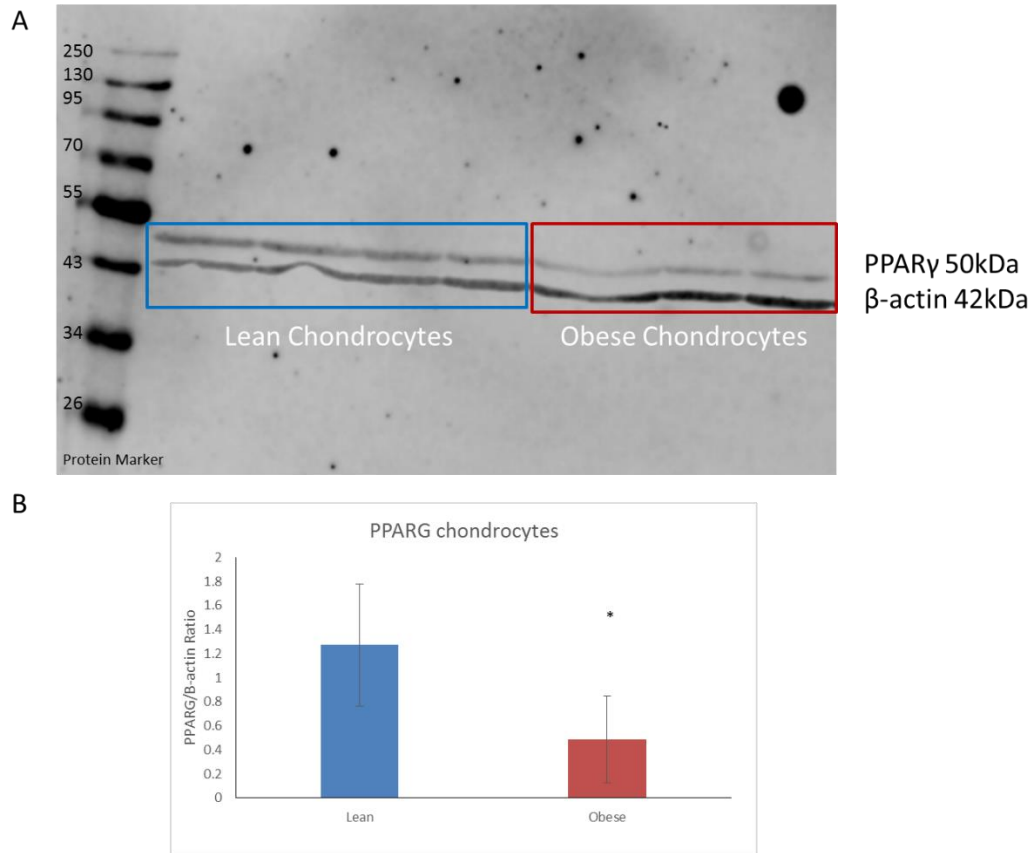 A
250
130
95
70
55
43
34
26
Protein Marker
Lean Chondrocytes
Obese Chondrocytes
PPARγ 50kDa
β-actin 42kDa
B
PPARG chondrocytes
PPARG/B-actin Ratio
2
1.8
1.6
1.4
1.2
1
0.8
0.6
0.4
0.2
0
*
Lean
Obese